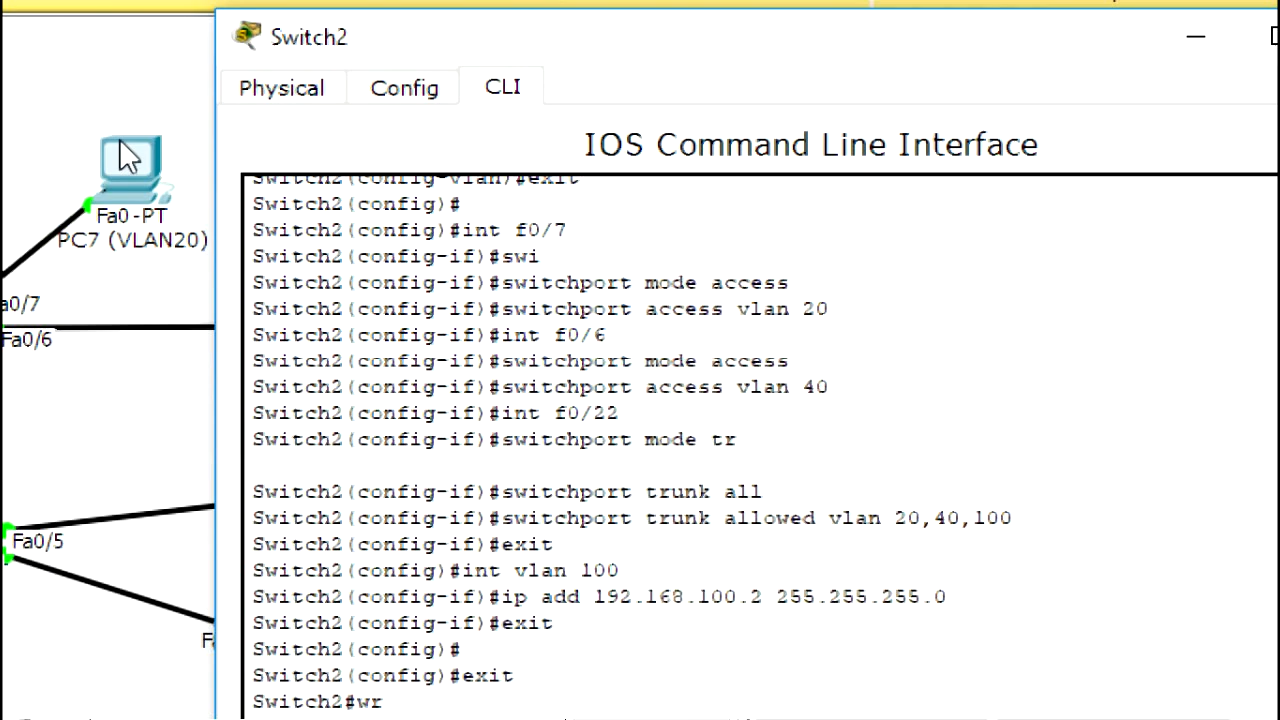 Switch2
Physical
Config
CLI
IOS Command Line Interface
Fa0 -PT
PC7 (VLAN20)
a0/7
Fa0/6
Fa0/5
Switch2(config-vlan)#exit
Switch2(config)#
Switch2(config)#int f0/7
Switch2(config-if)#swi
Switch2(config-if)#switchport mode access
Switch2(config-if)#switchport access vlan 20
Switch2(config-if)#int f0/6
Switch2(config-if)#switchport mode access
Switch2(config-if)#switchport access vlan 40
Switch2(config-if)#int f0/22
Switch2(config-if)#switchport mode tr
Switch2(config-if)#switchport trunk all
Switch2(config-if)#switchport trunk allowed vlan 20,40,100
Switch2(config-if)#exit
Switch2(config)#int vlan 100
Switch2(config-if)#ip add 192.168.100.2 255.255.255.0
Switch2(config-if)#exit
Switch2(config)#
Switch2(config)#exit
Switch2#wr